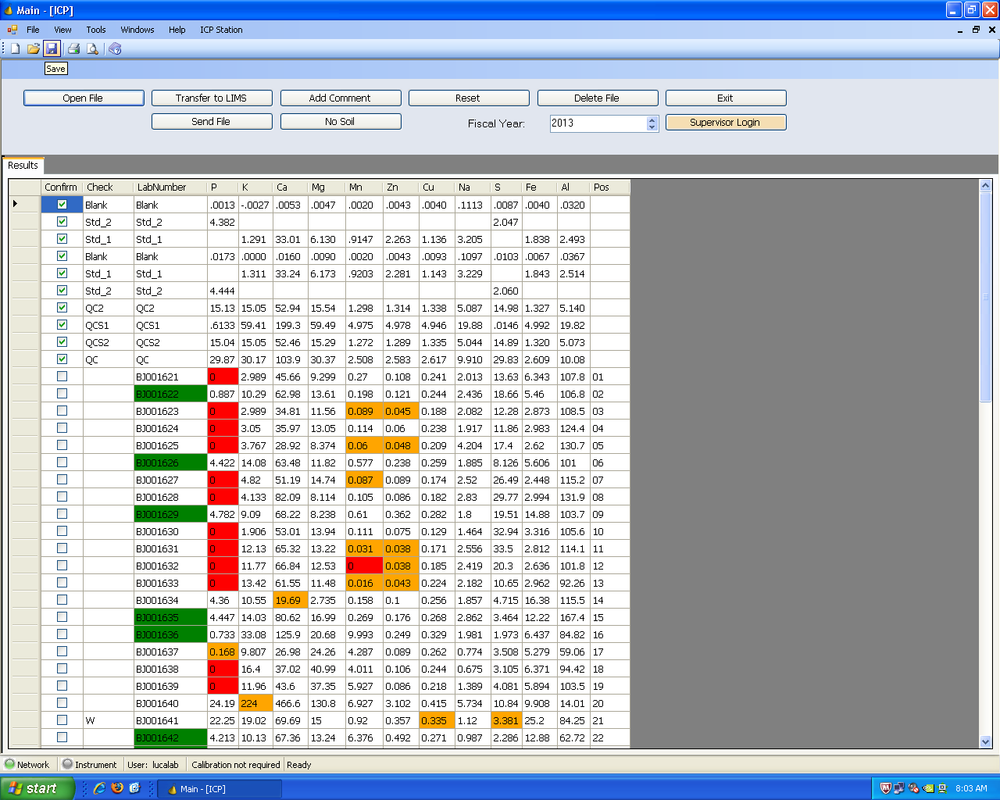 Main - [ICP]
File View Tools Windows Help ICP Station
Save
Open File Transfer to LIMS Add Comment Reset Delete File Exit
Send File No Soil Fiscal Year: 2013 Supervisor Login
Results
Confirm Check LabNumber P K Ca Mg Mn Zn Cu Na S Fe Al Pos
Blank Blank .0013 -.0027 .0053 .0047 .0020 .0043 .0040 .1113 .0087 .0040 .0320
Std_2 Std_2 4.382 2.047
Std_1 Std_1 1.291 33.01 6.130 .9147 2.263 1.136 3.205 1.838 2.493
Blank Blank .0173 .0000 .0160 .0090 .0020 .0043 .0093 .1097 .0103 .0067 .0367
Std_1 Std_1 1.311 33.24 6.173 .9203 2.281 1.143 3.229 1.843 2.514
Std_2 Std_2 4.444 2.060
QC2 QC2 15.13 15.05 52.94 15.54 1.298 1.314 1.338 5.087 14.98 1.327 5.140
QCS1 QCS1 .6133 59.41 199.3 59.49 4.975 4.978 4.946 19.88 .0146 4.992 19.82
QCS2 QCS2 15.04 15.05 52.46 15.29 1.272 1.289 1.335 5.044 14.89 1.320 5.073
QC QC 29.87 30.17 103.9 30.37 2.508 2.583 2.617 9.910 29.83 2.609 10.08
BJ001621 0 2.989 45.66 9.299 0.27 0.108 0.241 2.013 13.63 6.343 107.8 01
BJ001622 0.887 10.29 62.98 13.61 0.198 0.121 0.244 2.436 18.66 5.46 106.8 02
BJ001623 0 2.989 34.81 11.56 0.089 0.045 0.188 2.082 12.28 2.873 108.5 03
BJ001624 0 3.05 35.97 13.05 0.114 0.06 0.238 1.917 11.86 2.983 124.4 04
BJ001625 0 3.767 28.92 8.374 0.06 0.048 0.209 4.204 17.4 2.62 130.7 05
BJ001626 4.422 14.08 63.48 11.82 0.577 0.238 0.259 1.885 8.126 5.606 101 06
BJ001627 0 4.82 51.19 14.74 0.087 0.089 0.174 2.52 26.49 2.448 115.2 07
BJ001628 0 4.133 82.09 8.114 0.105 0.086 0.182 2.83 29.77 2.994 131.9 08
BJ001629 4.782 9.09 68.22 8.238 0.61 0.362 0.282 1.8 19.51 14.88 103.7 09
BJ001630 0 1.906 53.01 13.94 0.111 0.075 0.129 1.464 32.94 3.316 105.6 10
BJ001631 0 12.13 65.32 13.22 0.031 0.038 0.171 2.556 33.5 2.812 114.1 11
BJ001632 0 11.77 66.84 12.53 0 0.038 0.185 2.419 20.3 2.636 101.8 12
BJ001633 0 13.42 61.55 11.48 0.016 0.043 0.224 2.182 10.65 2.962 92.26 13
BJ001634 4.36 10.55 19.69 2.735 0.158 0.1 0.256 1.857 4.715 16.38 115.5 14
BJ001635 4.447 14.03 80.62 16.99 0.269 0.176 0.268 2.862 3.464 12.22 167.4 15
BJ001636 0.733 33.08 125.9 20.68 9.993 0.249 0.329 1.981 1.973 6.437 84.82 16
BJ001637 0.168 9.807 26.98 24.26 4.287 0.089 0.262 0.774 3.508 5.279 59.06 17
BJ001638 0 16.4 37.02 40.99 4.011 0.106 0.244 0.675 3.105 6.371 94.42 18
BJ001639 0 11.96 43.6 37.35 5.927 0.086 0.218 1.389 4.081 5.894 103.5 19
BJ001640 24.19 224 466.6 130.8 6.927 3.102 0.415 5.734 10.84 9.908 14.01 20
W BJ001641 22.25 19.02 69.69 15 0.92 0.357 0.335 1.12 3.381 25.2 84.25 21
BJ001642 4.213 10.13 67.36 13.24 6.376 0.492 0.271 0.987 2.286 12.88 62.72 22
Network Instrument User: lucalab Calibration not required Ready
start Main - [ICP] 8:03 AM